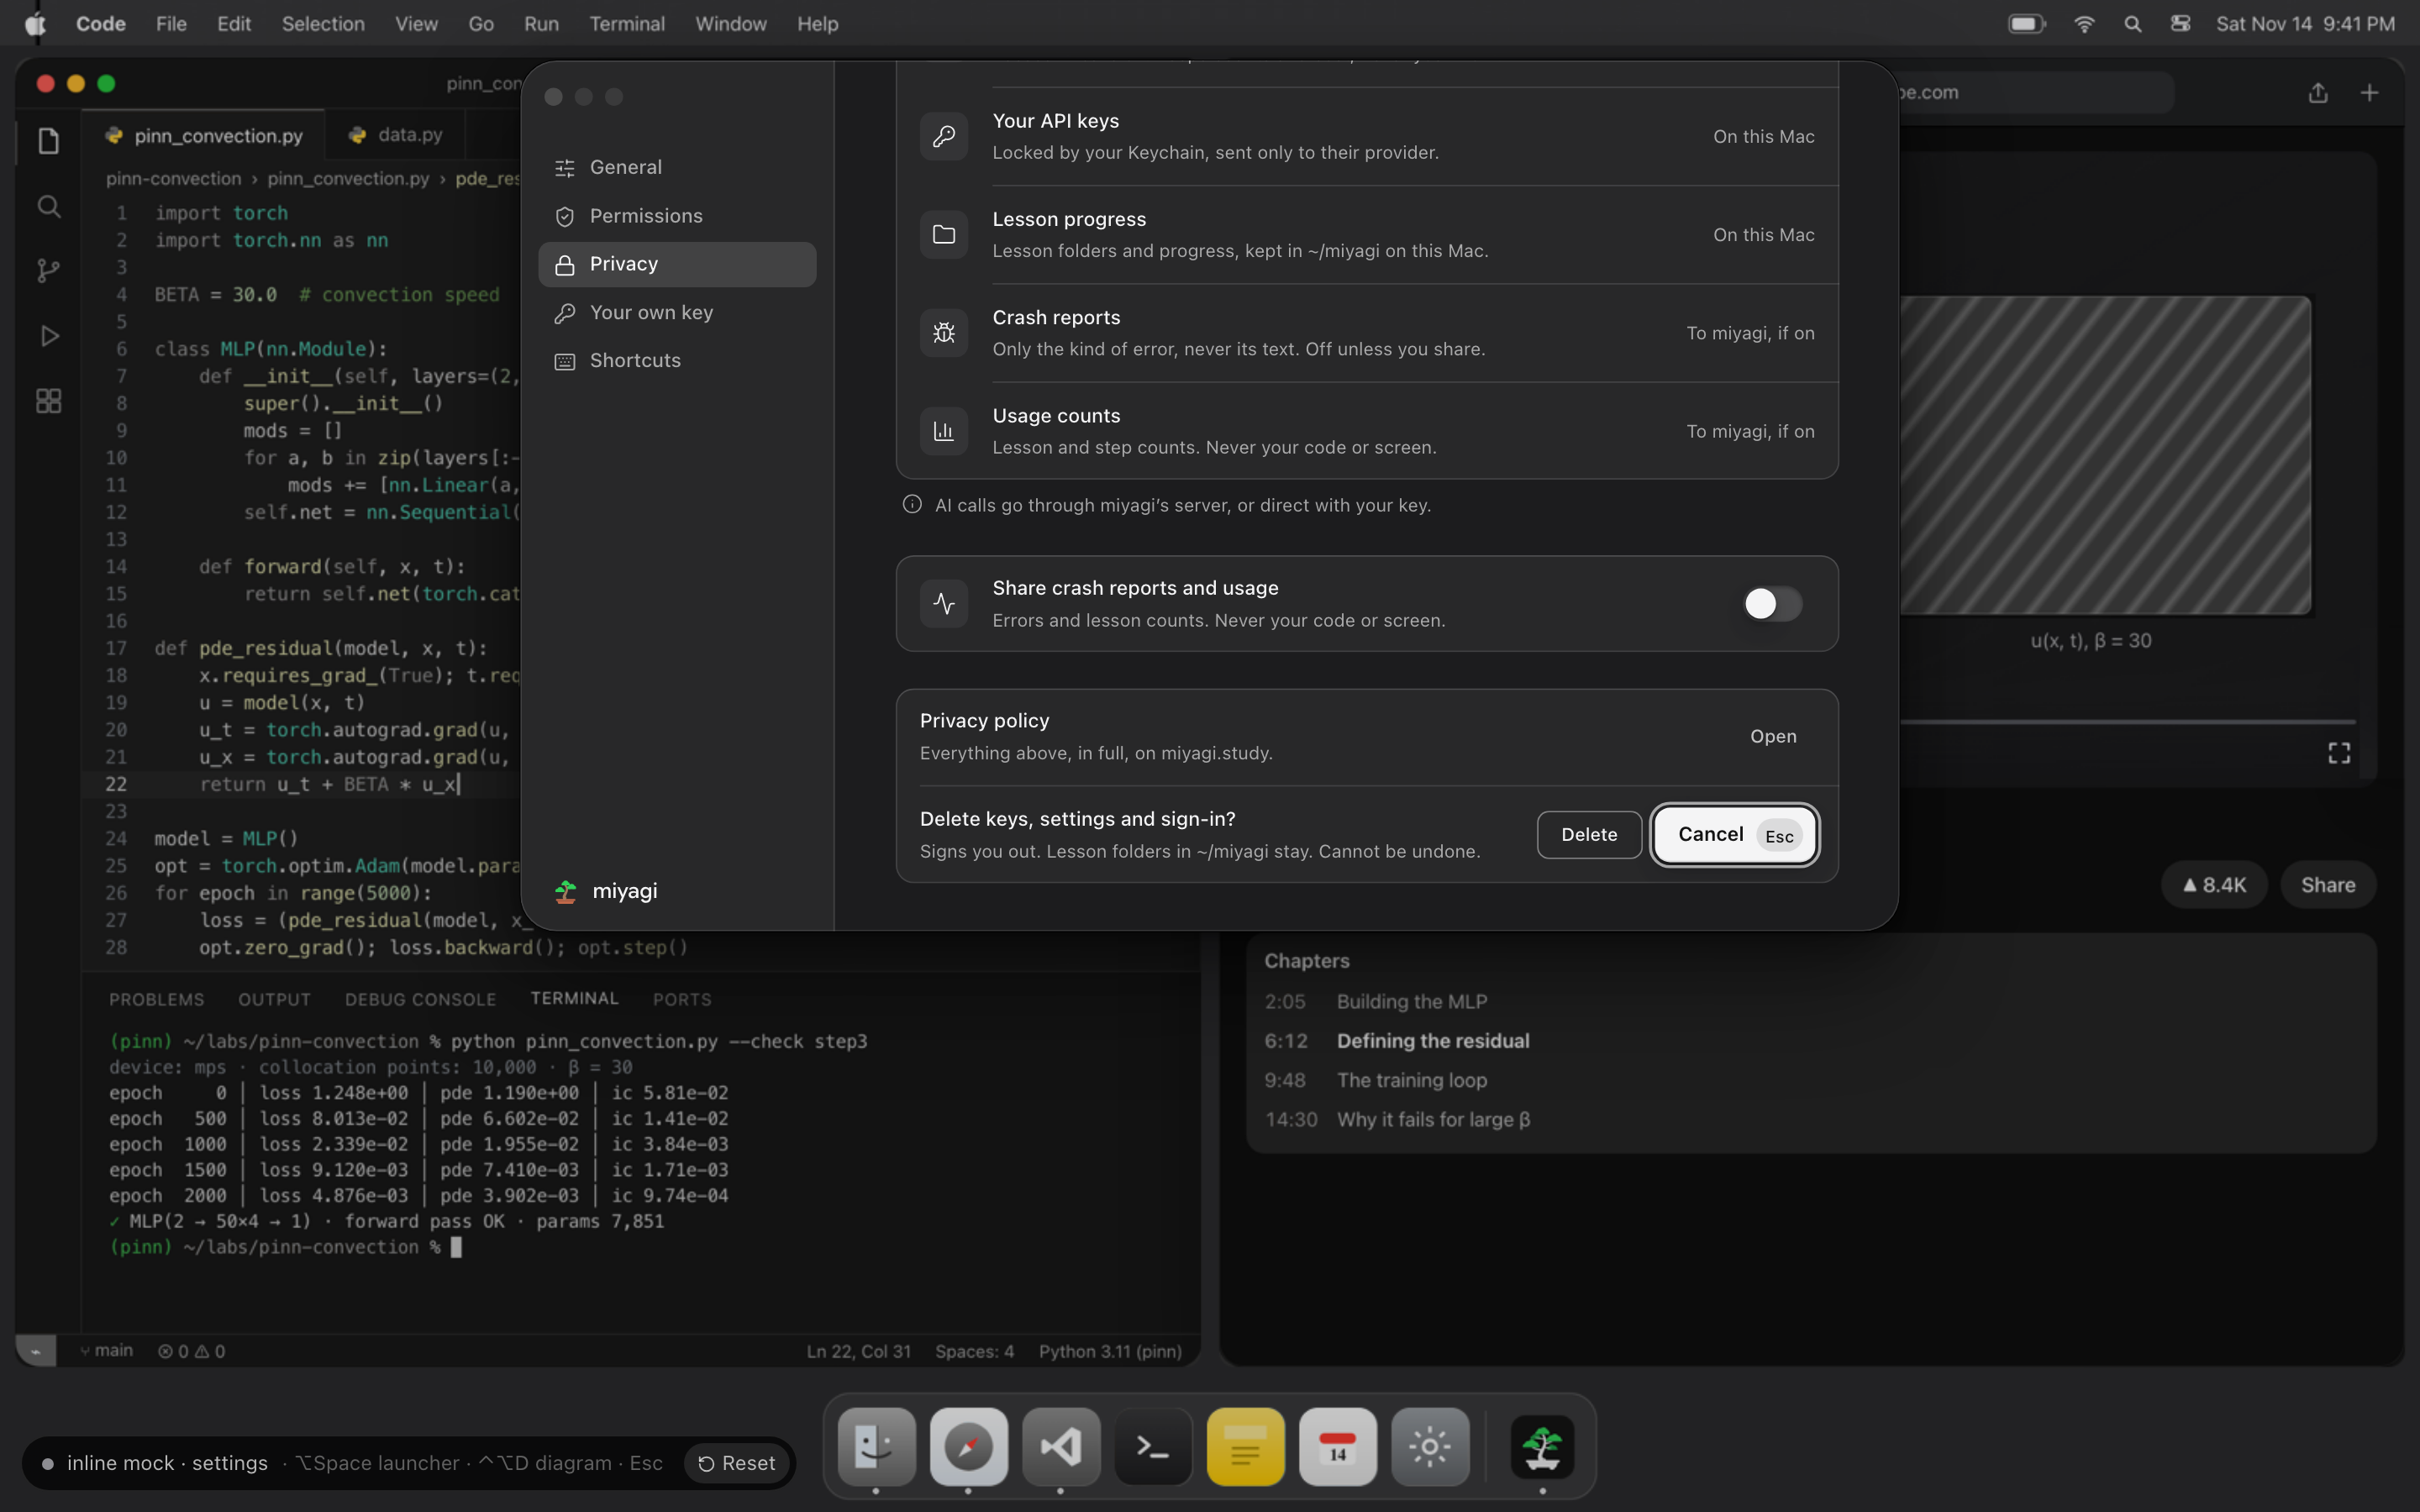 Code File Edit Selection View Go Run Terminal Window Help
Sat Nov 14 9:41 PM
pinn_con
pinn_convection.py
data.py
pinn-convection › pinn_convection.py › pde_res
1 import torch
2 import torch.nn as nn
3
4 BETA = 30.0 # convection speed
5
6 class MLP(nn.Module):
7 def __init__(self, layers=(2,
8 super().__init__()
9 mods = []
10 for a, b in zip(layers[:-
11 mods += [nn.Linear(a,
12 self.net = nn.Sequential(
13
14 def forward(self, x, t):
15 return self.net(torch.cat
16
17 def pde_residual(model, x, t):
18 x.requires_grad_(True); t.req
19 u = model(x, t)
20 u_t = torch.autograd.grad(u,
21 u_x = torch.autograd.grad(u,
22 return u_t + BETA * u_x
23
24 model = MLP()
25 opt = torch.optim.Adam(model.para
26 for epoch in range(5000):
27 loss = (pde_residual(model, x_
28 opt.zero_grad(); loss.backward(); opt.step()
PROBLEMS OUTPUT DEBUG CONSOLE TERMINAL PORTS
(pinn) ~/labs/pinn-convection % python pinn_convection.py --check step3
device: mps · collocation points: 10,000 · β = 30
epoch 0 | loss 1.248e+00 | pde 1.190e+00 | ic 5.81e-02
epoch 500 | loss 8.013e-02 | pde 6.602e-02 | ic 1.41e-02
epoch 1000 | loss 2.339e-02 | pde 1.955e-02 | ic 3.84e-03
epoch 1500 | loss 9.120e-03 | pde 7.410e-03 | ic 1.71e-03
epoch 2000 | loss 4.876e-03 | pde 3.902e-03 | ic 9.74e-04
✓ MLP(2 → 50×4 → 1) · forward pass OK · params 7,851
(pinn) ~/labs/pinn-convection %
main 0 0 Ln 22, Col 31 Spaces: 4 Python 3.11 (pinn)
General
Permissions
Privacy
Your own key
Shortcuts
miyagi
Your API keys
Locked by your Keychain, sent only to their provider.
On this Mac
Lesson progress
Lesson folders and progress, kept in ~/miyagi on this Mac.
On this Mac
Crash reports
Only the kind of error, never its text. Off unless you share.
To miyagi, if on
Usage counts
Lesson and step counts. Never your code or screen.
To miyagi, if on
AI calls go through miyagi’s server, or direct with your key.
Share crash reports and usage
Errors and lesson counts. Never your code or screen.
Privacy policy
Everything above, in full, on miyagi.study.
Open
Delete keys, settings and sign-in?
Signs you out. Lesson folders in ~/miyagi stay. Cannot be undone.
Delete
Cancel Esc
be.com
u(x, t), β = 30
▲ 8.4K
Share
Chapters
2:05 Building the MLP
6:12 Defining the residual
9:48 The training loop
14:30 Why it fails for large β
inline mock · settings · ⌥Space launcher · ^⌥D diagram · Esc
Reset
14